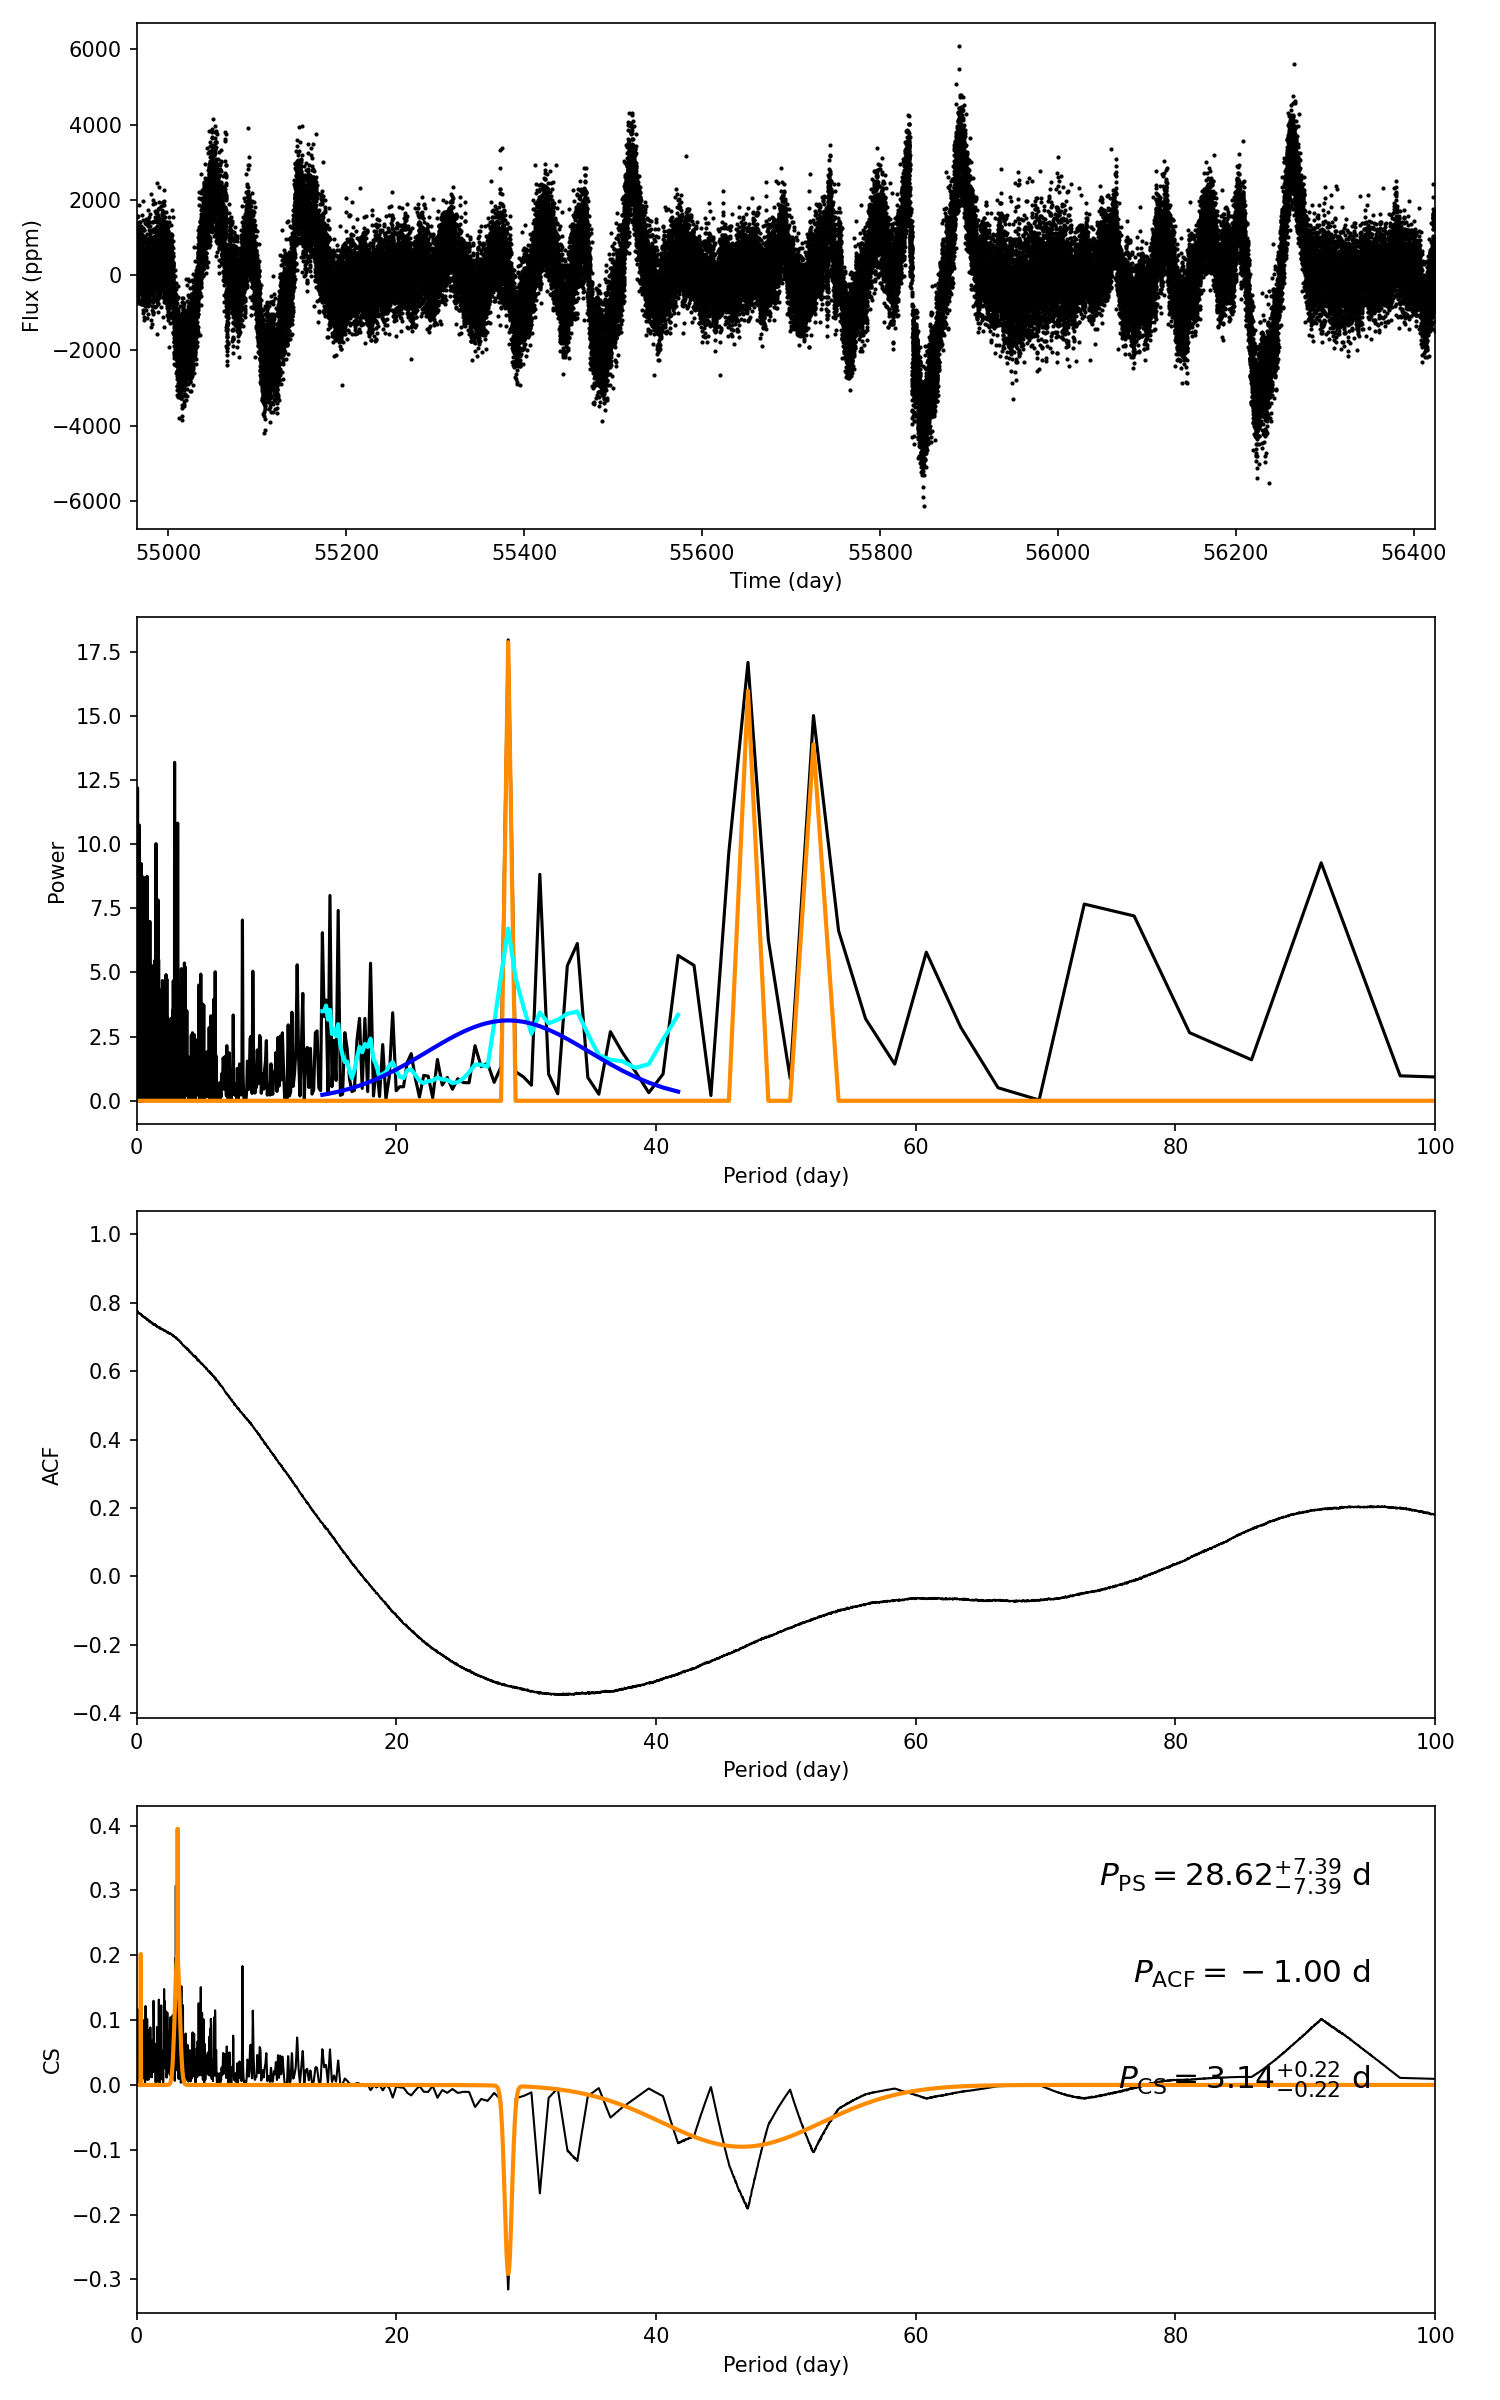 6000
4000
2000
0
−2000
−4000
−6000
Flux (ppm)
55000 55200 55400 55600 55800 56000 56200 56400
Time (day)
17.5
15.0
12.5
10.0
7.5
5.0
2.5
0.0
Power
0 20 40 60 80 100
Period (day)
1.0
0.8
0.6
0.4
0.2
0.0
−0.2
−0.4
ACF
0 20 40 60 80 100
Period (day)
0.4
0.3
0.2
0.1
0.0
−0.1
−0.2
−0.3
CS
P_PS = 28.62^{+7.39}_{−7.39} d
P_ACF = −1.00 d
P_CS = 3.14^{+0.22}_{−0.22} d
0 20 40 60 80 100
Period (day)